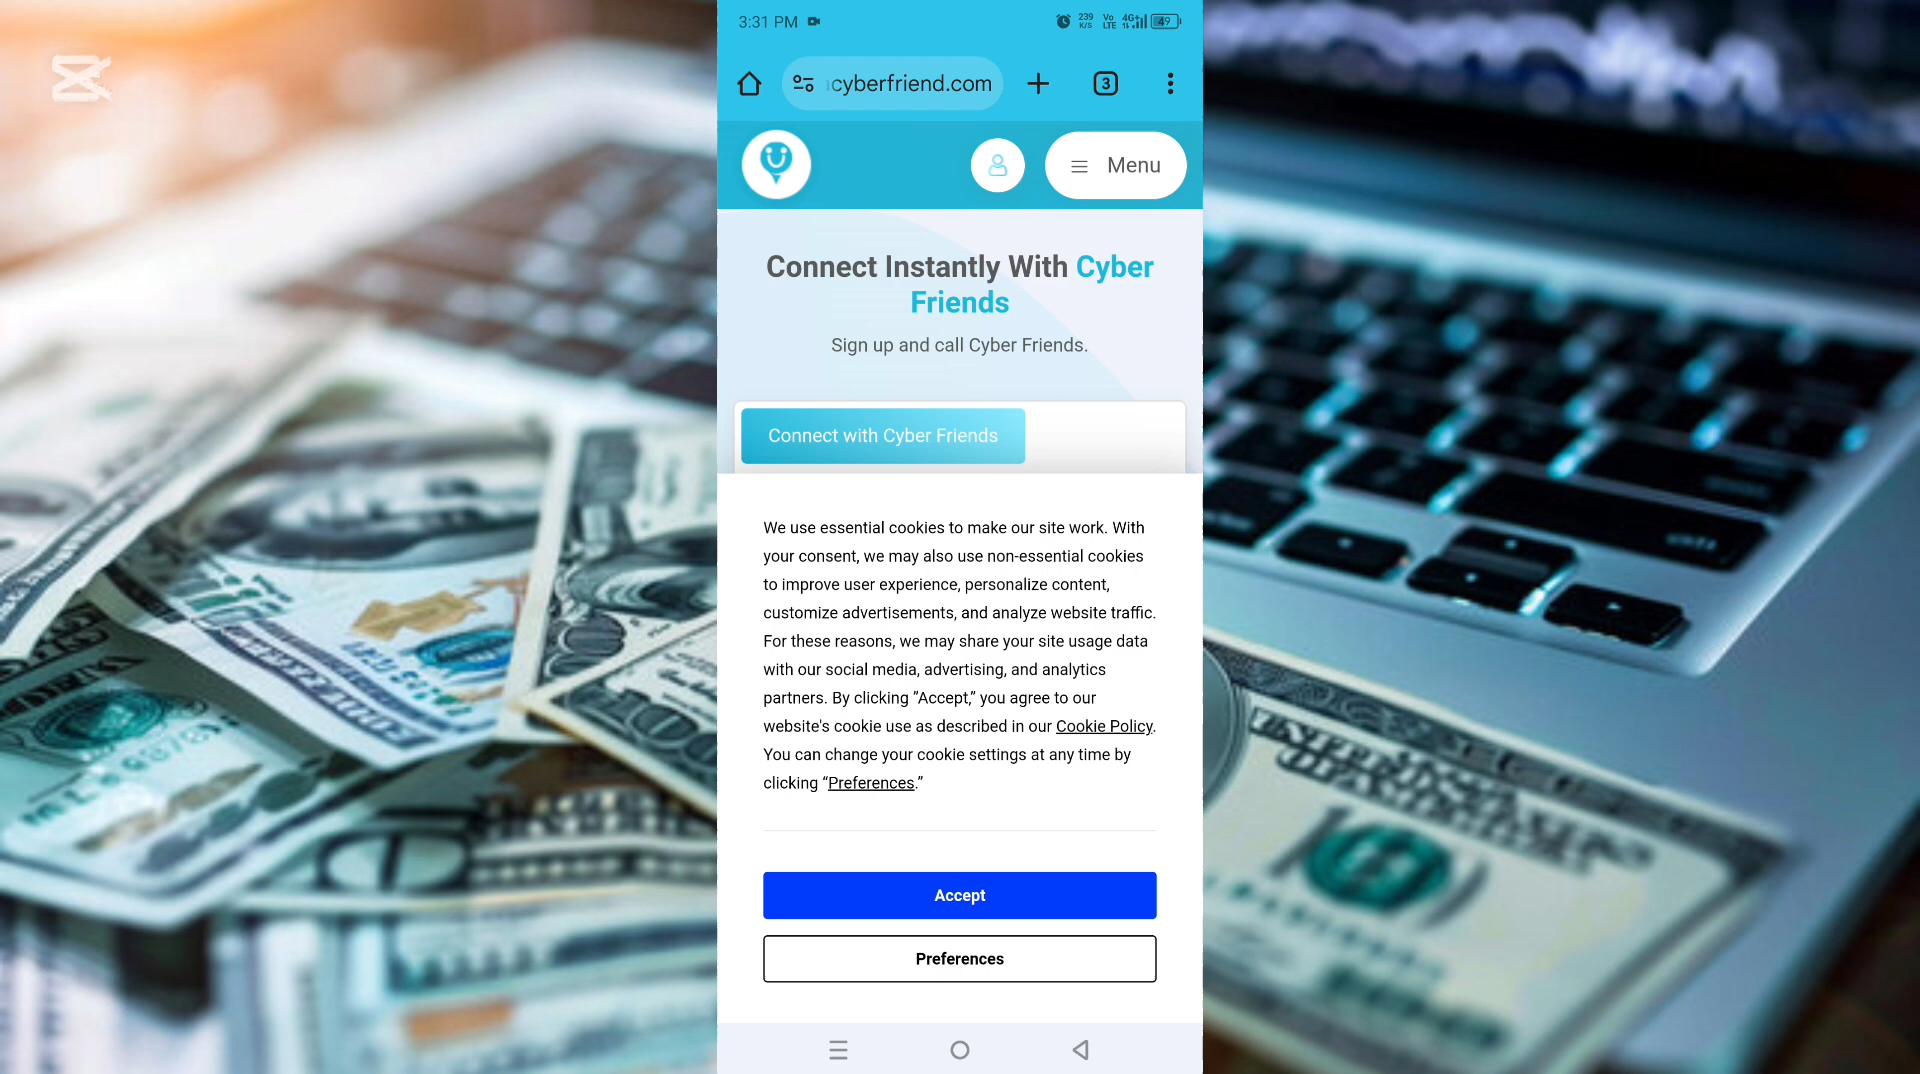 3:31 PM
239
K/S
Vo
LTE
4G+
49
cyberfriend.com
3
Menu
Connect Instantly With Cyber
Friends
Sign up and call Cyber Friends.
Connect with Cyber Friends
We use essential cookies to make our site work. With
your consent, we may also use non-essential cookies
to improve user experience, personalize content,
customize advertisements, and analyze website traffic.
For these reasons, we may share your site usage data
with our social media, advertising, and analytics
partners. By clicking ”Accept,” you agree to our
website's cookie use as described in our Cookie Policy.
You can change your cookie settings at any time by
clicking “Preferences.”
Accept
Preferences